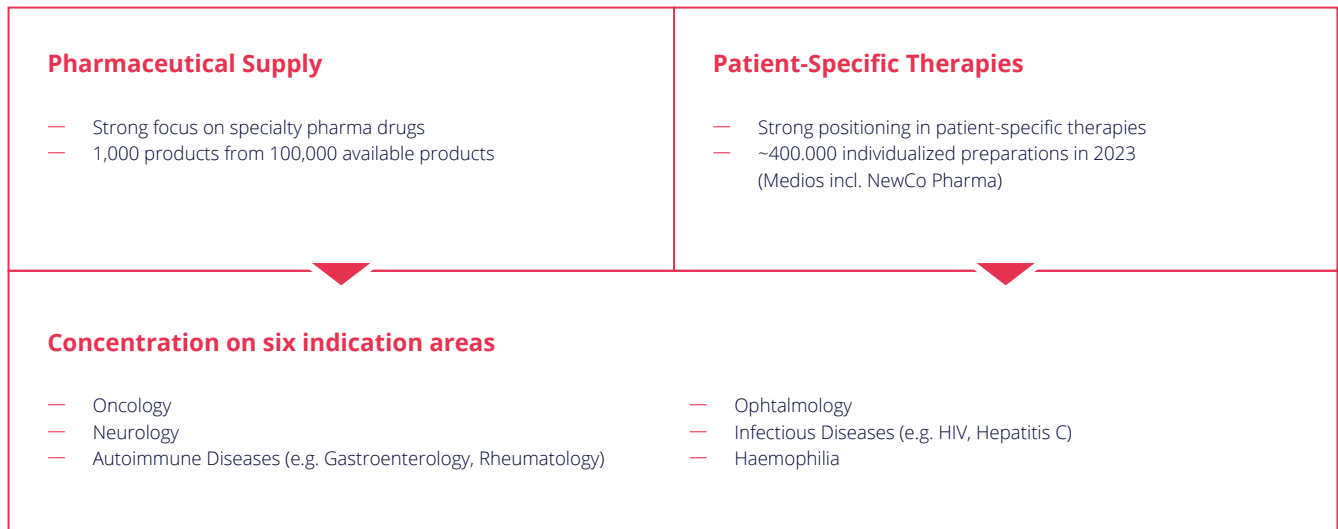 Pharmaceutical Supply
— Strong focus on specialty pharma drugs
— 1,000 products from 100,000 available products
Patient-Specific Therapies
— Strong positioning in patient-specific therapies
— ~400.000 individualized preparations in 2023
(Medios incl. NewCo Pharma)
Concentration on six indication areas
— Oncology
— Neurology
— Autoimmune Diseases (e.g. Gastroenterology, Rheumatology)
— Ophtalmology
— Infectious Diseases (e.g. HIV, Hepatitis C)
— Haemophilia